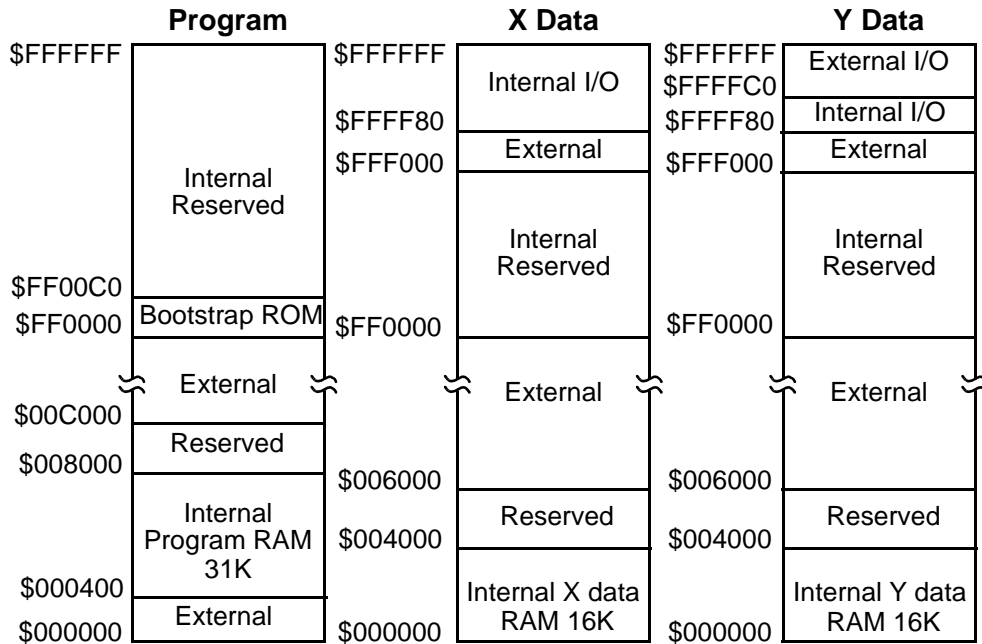 Program
X Data
Y Data
$FFFFFF
Internal
Reserved
$FF00C0
Bootstrap ROM
$FF0000
External
$00C000
Reserved
$008000
Internal
Program RAM
31K
$000400
External
$000000
$FFFFFF
Internal I/O
$FFFF80
External
$FFF000
Internal
Reserved
$FF0000
External
$006000
Reserved
$004000
Internal X data
RAM 16K
$000000
$FFFFFF
External I/O
$FFFFC0
Internal I/O
$FFFF80
External
$FFF000
Internal
Reserved
$FF0000
External
$006000
Reserved
$004000
Internal Y data
RAM 16K
$000000